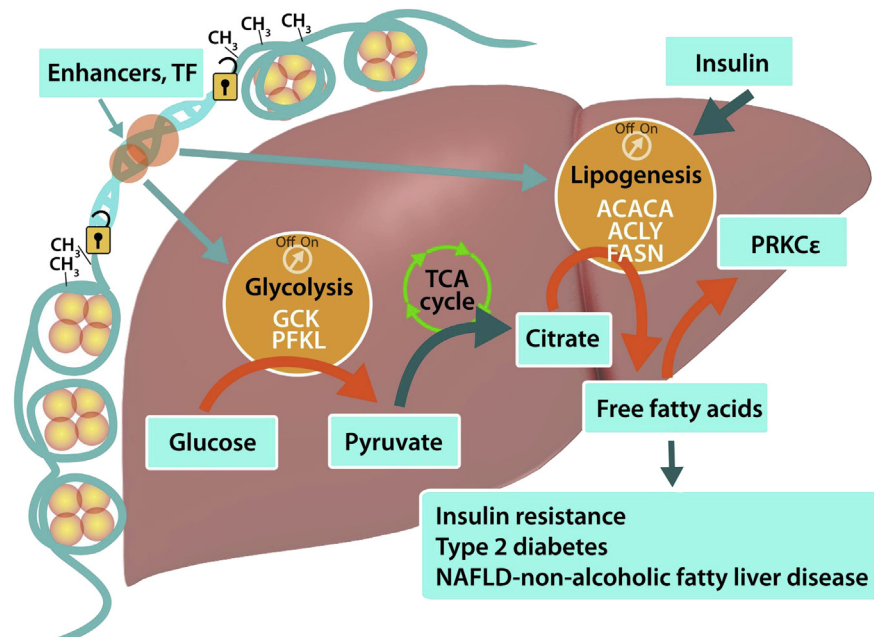 CH3
CH3
CH3
Enhancers, TF
Insulin
Off On
Lipogenesis
ACACA
ACLY
FASN
CH3
CH3
Off On
Glycolysis
GCK
PFKL
TCA
cycle
PRKCε
Citrate
Glucose
Pyruvate
Free fatty acids
Insulin resistance
Type 2 diabetes
NAFLD-non-alcoholic fatty liver disease